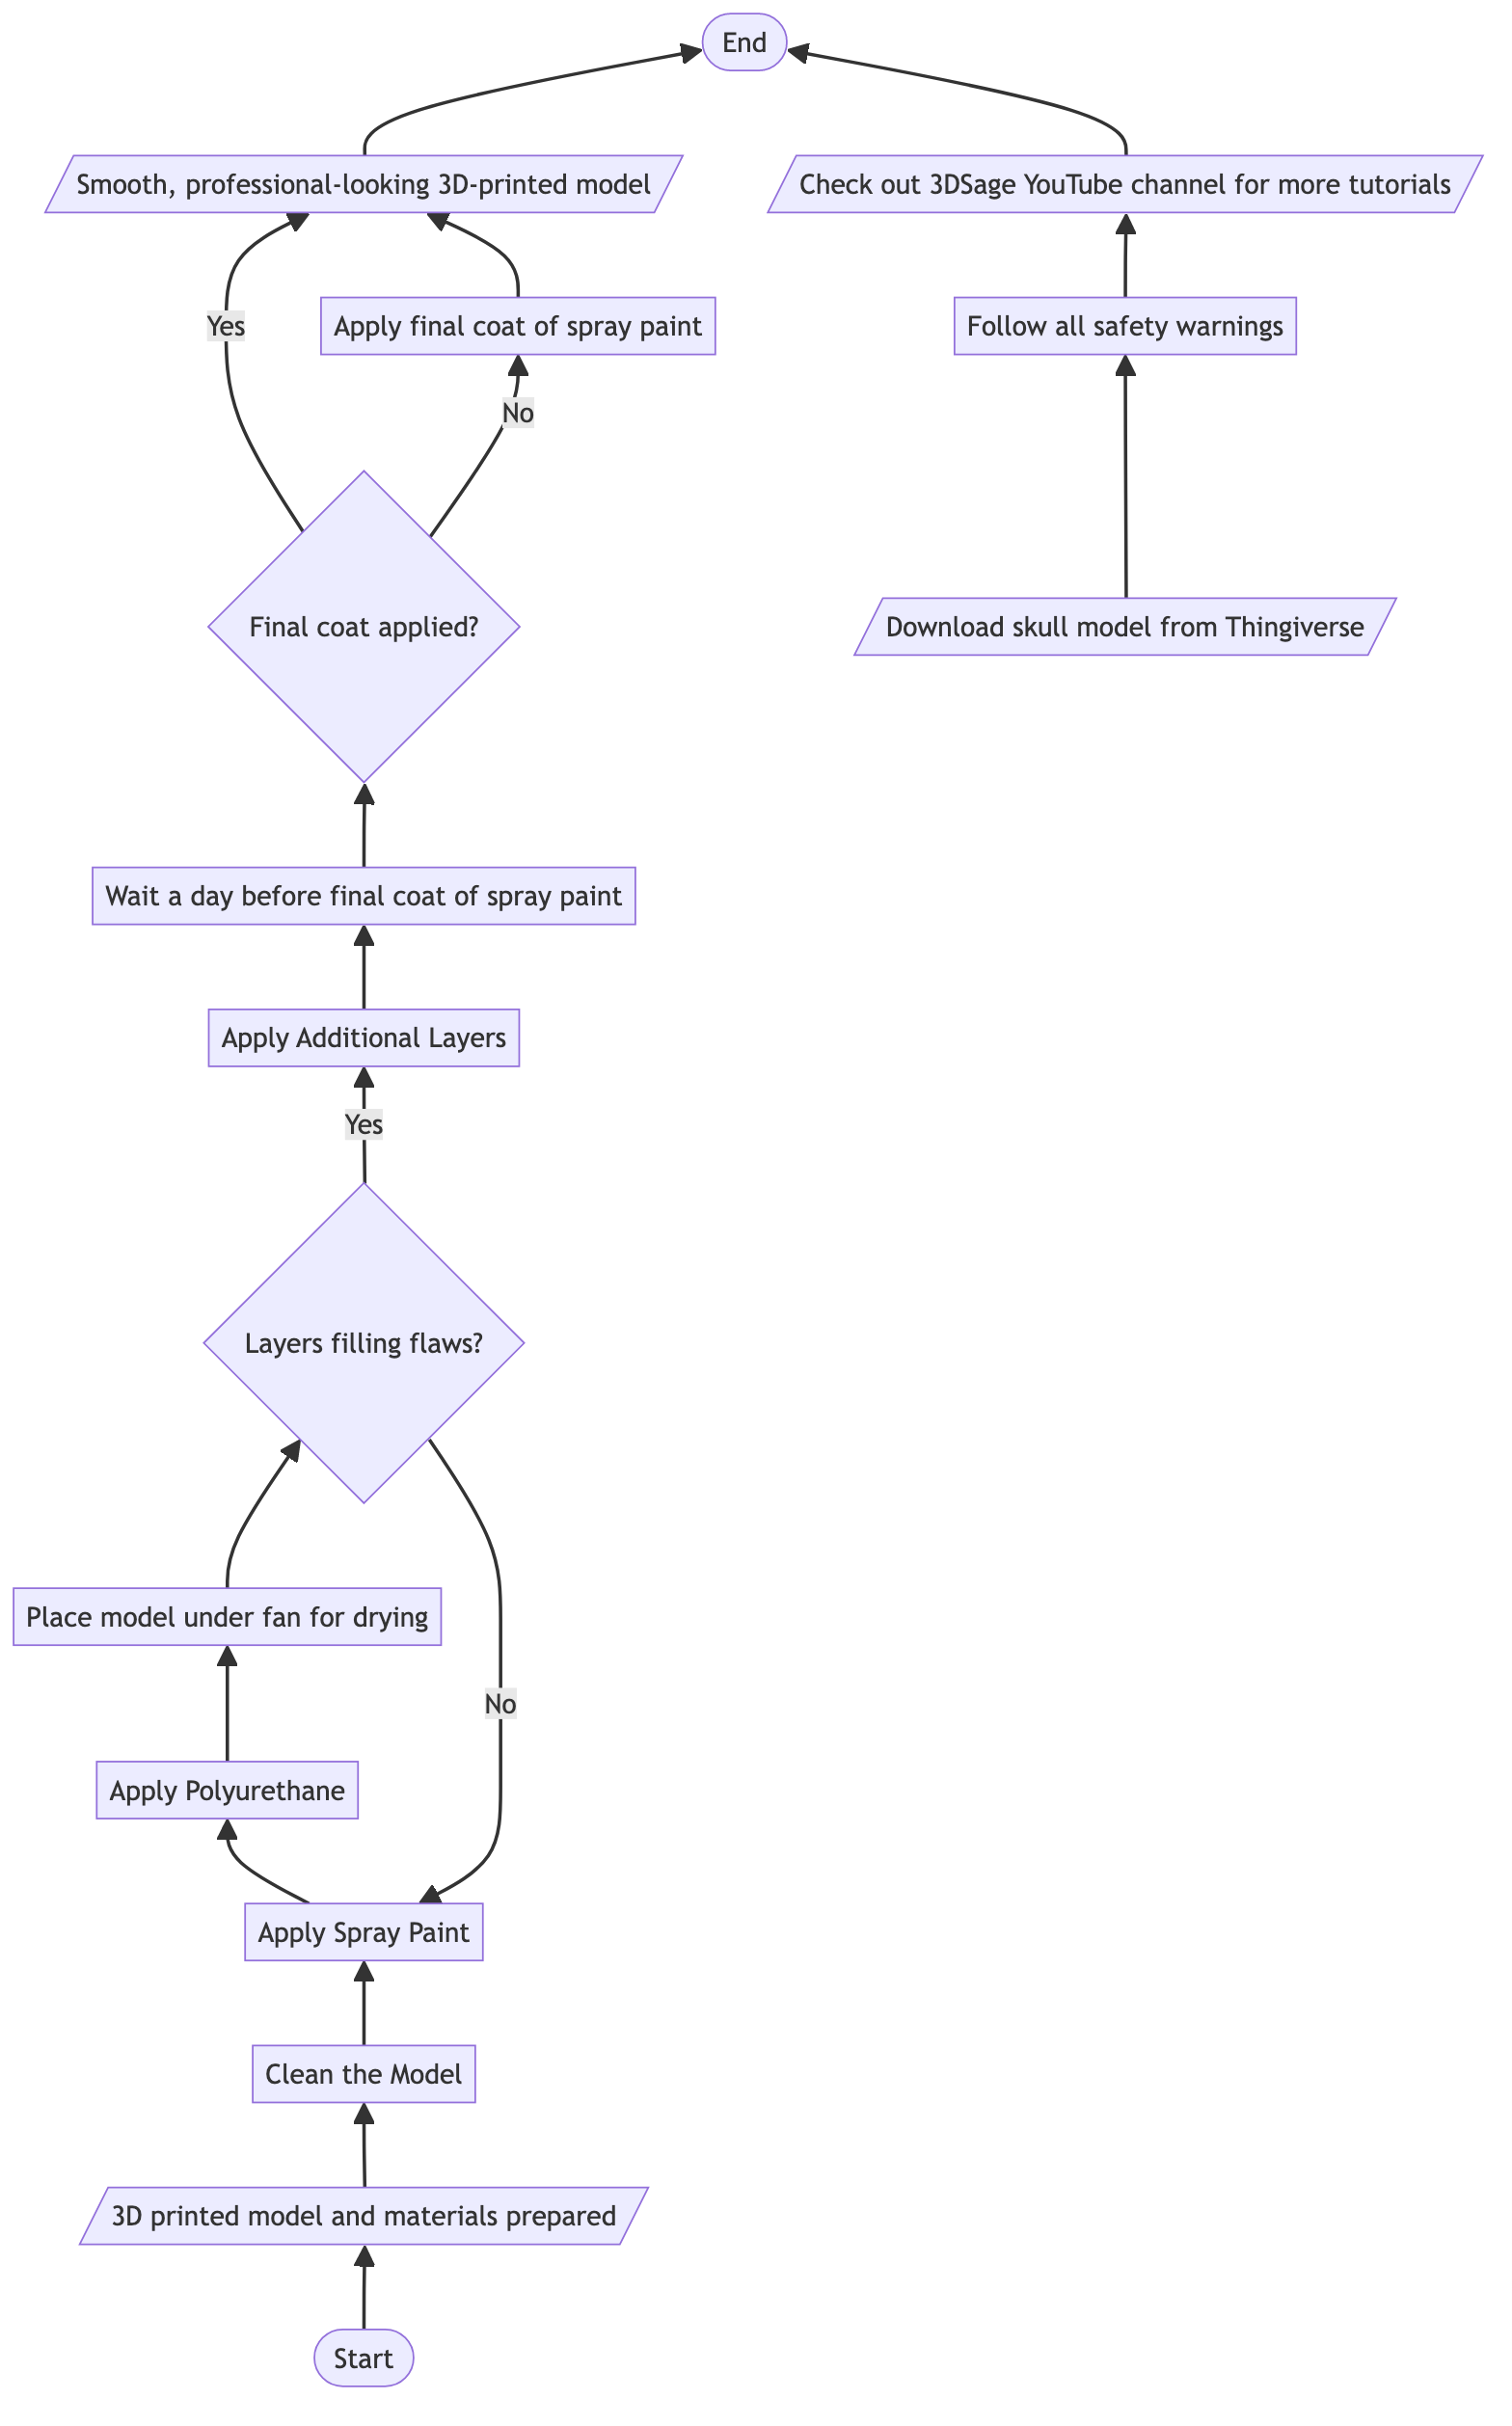 End
Smooth, professional-looking 3D-printed model
Check out 3DSage YouTube channel for more tutorials
Yes
Apply final coat of spray paint
Follow all safety warnings
No
Final coat applied?
Download skull model from Thingiverse
Wait a day before final coat of spray paint
Apply Additional Layers
Yes
Layers filling flaws?
Place model under fan for drying
No
Apply Polyurethane
Apply Spray Paint
Clean the Model
3D printed model and materials prepared
Start